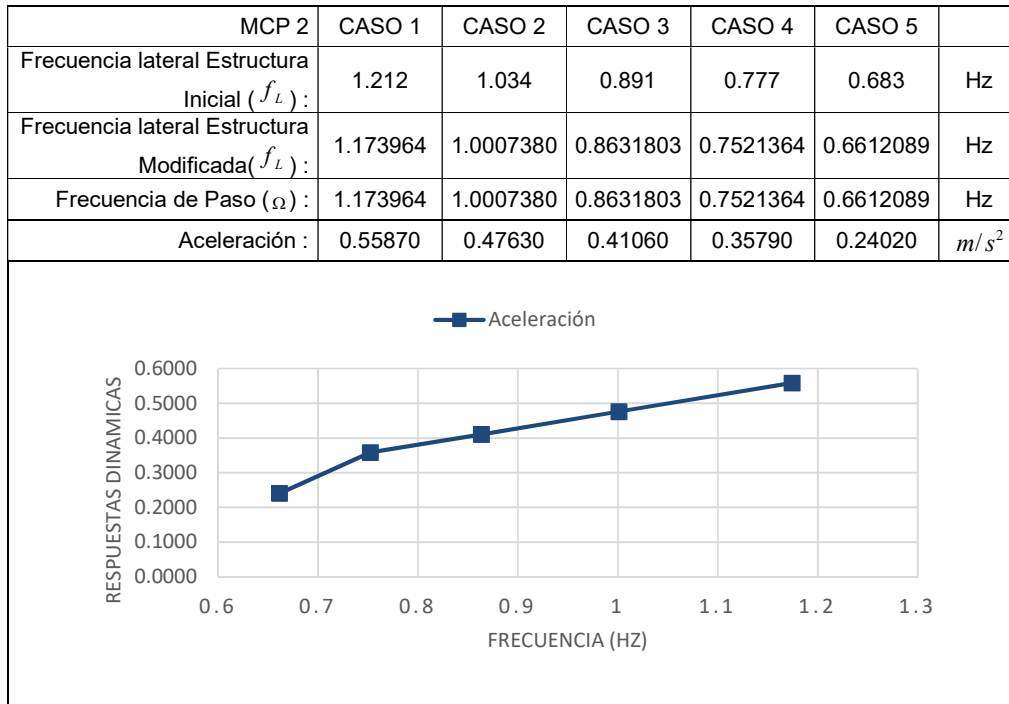 MCP 2 CASO 1 CASO 2 CASO 3 CASO 4 CASO 5
Frecuencia lateral Estructura
Inicial ( f_L ) : 1.212 1.034 0.891 0.777 0.683 Hz
Frecuencia lateral Estructura
Modificada( f_L ) : 1.173964 1.0007380 0.8631803 0.7521364 0.6612089 Hz
Frecuencia de Paso ( Ω ) : 1.173964 1.0007380 0.8631803 0.7521364 0.6612089 Hz
Aceleración : 0.55870 0.47630 0.41060 0.35790 0.24020 m/s²
Aceleración
RESPUESTAS DINAMICAS
0.6000
0.5000
0.4000
0.3000
0.2000
0.1000
0.0000
0.6 0.7 0.8 0.9 1 1.1 1.2 1.3
FRECUENCIA (HZ)